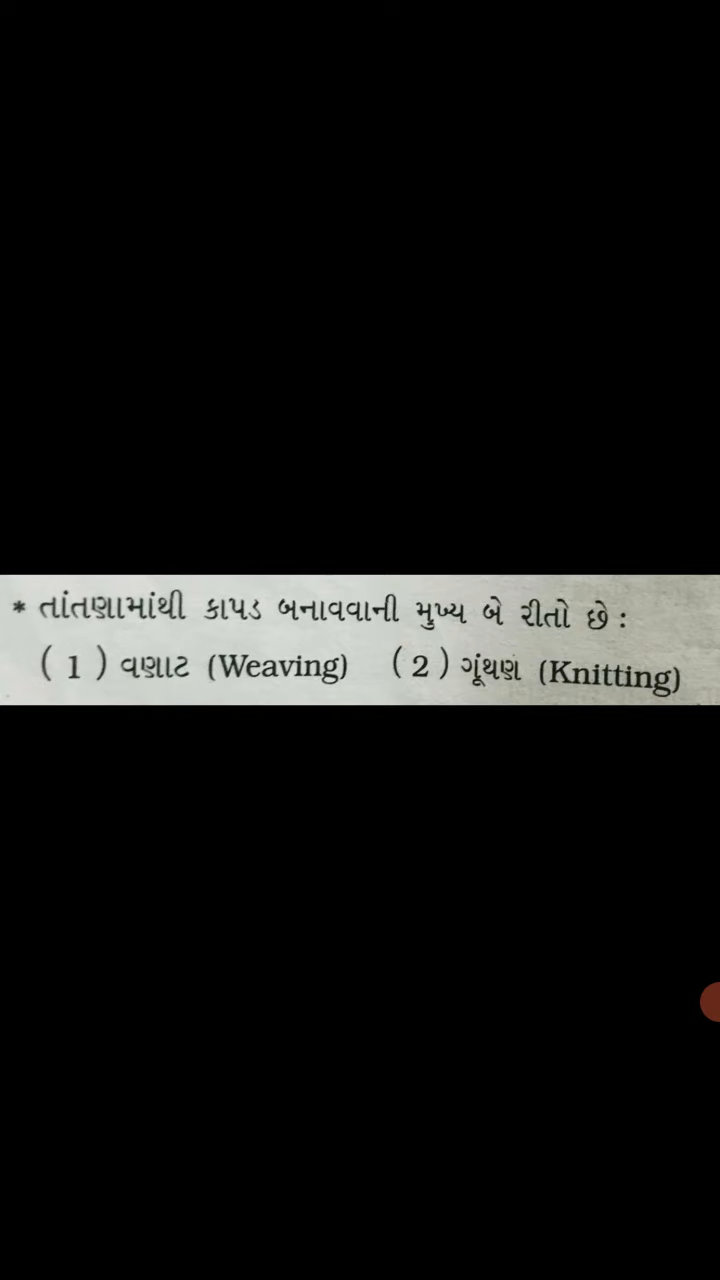 * તાંતણામાંથી કાપડ બનાવવાની મુખ્ય બે રીતો છે :
( 1 ) વણાટ (Weaving) ( 2 ) ગૂંથણ (Knitting)